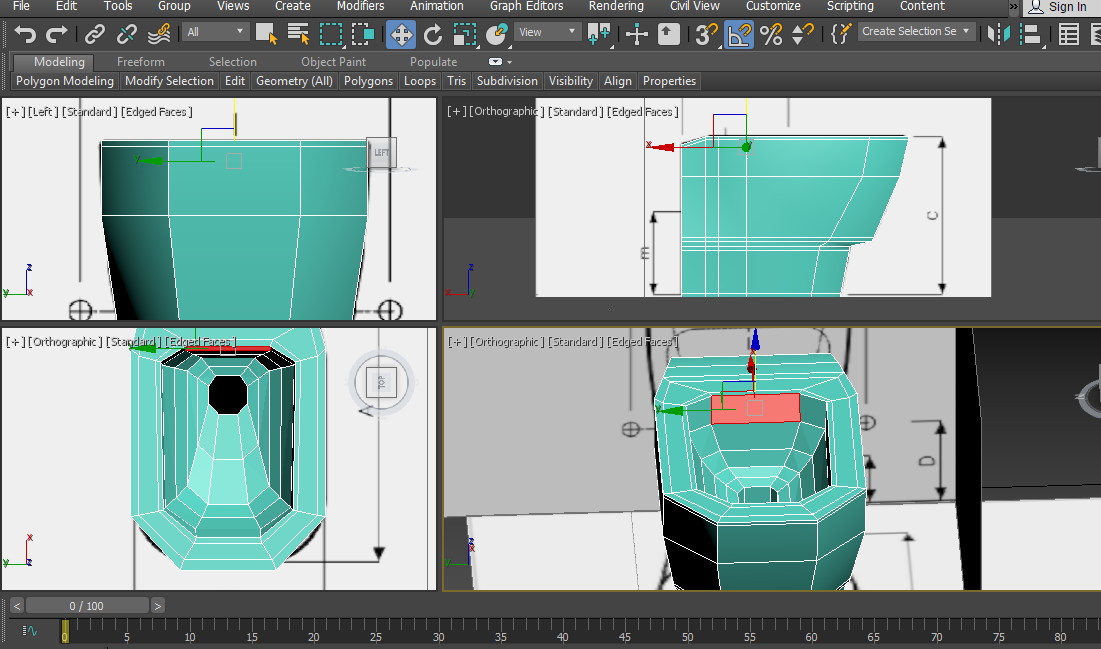 File Edit Tools Group Views Create Modifiers Animation Graph Editors Rendering Civil View Customize Scripting Content » Sign In
All View 3 Create Selection Se
Modeling Freeform Selection Object Paint Populate
Polygon Modeling Modify Selection Edit Geometry (All) Polygons Loops Tris Subdivision Visibility Align Properties
[+] [Left] [Standard] [Edged Faces]
LEFT
y
z
y x
[+] [Orthographic] [Standard] [Edged Faces]
x
C
m
z
x y
[+] [Orthographic] [Standard] [Edged Faces]
TOP
A
x
y z
[+] [Orthographic] [Standard] [Edged Faces]
x
y
D
z
x
y
< 0 / 100 >
0 5 10 15 20 25 30 35 40 45 50 55 60 65 70 75 80